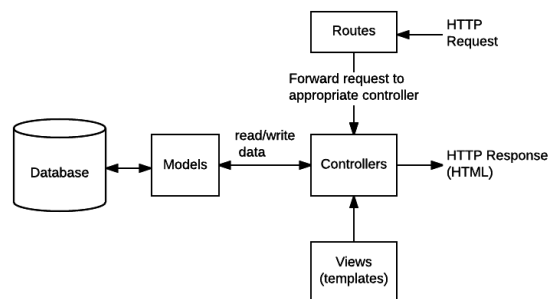 Routes
HTTP
Request
Forward request to
appropriate controller
Database
Models
read/write
data
Controllers
HTTP Response
(HTML)
Views
(templates)